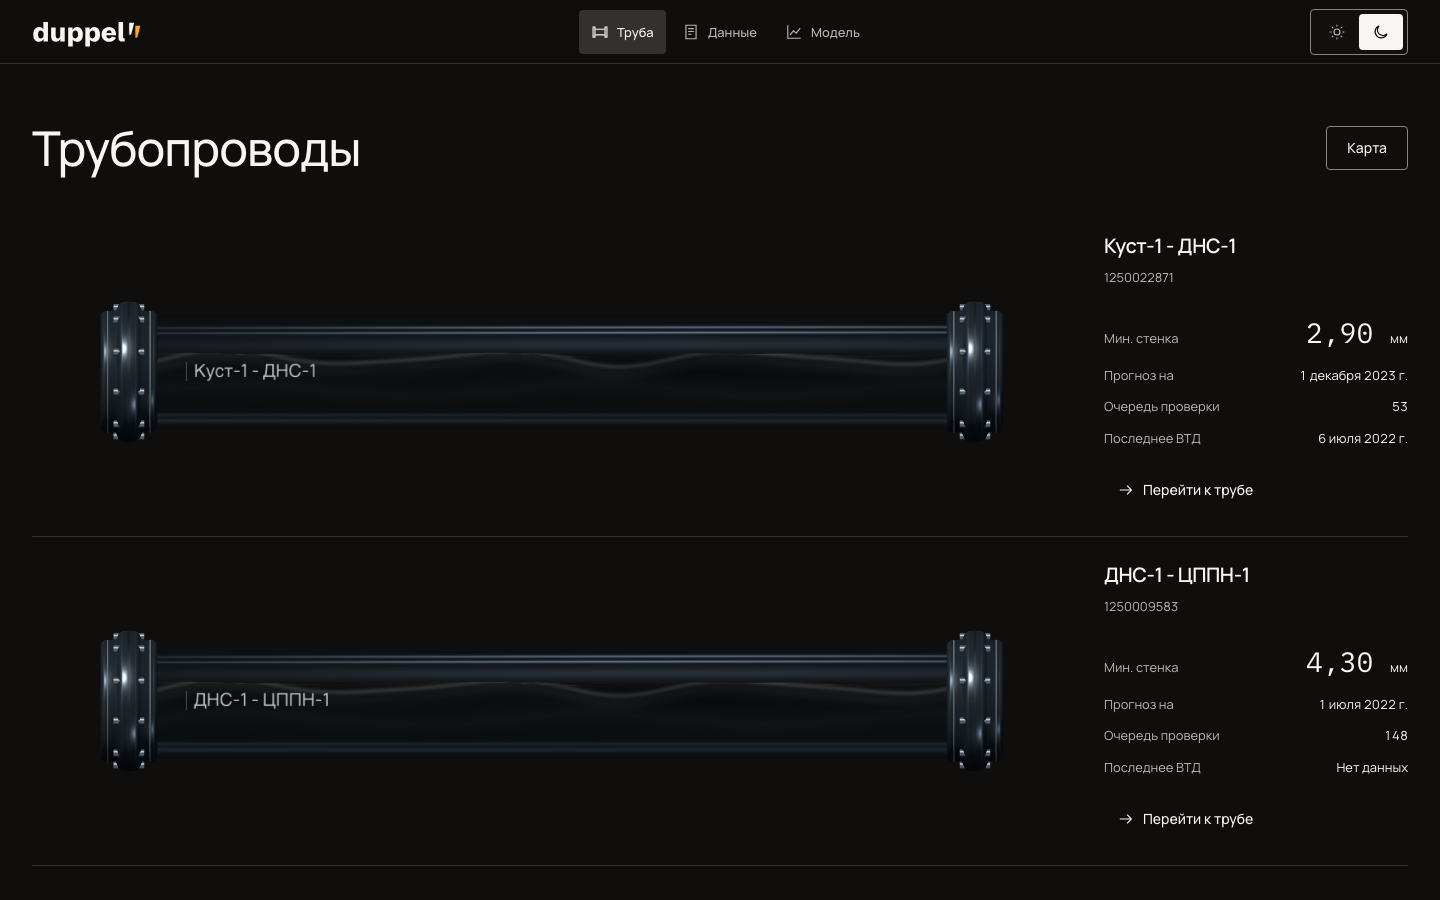 duppel
Труба
Данные
Модель
Трубопроводы
Карта
Куст-1 - ДНС-1
Куст-1 - ДНС-1
1250022871
Мин. стенка 2,90 мм
Прогноз на 1 декабря 2023 г.
Очередь проверки 53
Последнее ВТД 6 июля 2022 г.
Перейти к трубе
ДНС-1 - ЦППН-1
ДНС-1 - ЦППН-1
1250009583
Мин. стенка 4,30 мм
Прогноз на 1 июля 2022 г.
Очередь проверки 148
Последнее ВТД Нет данных
Перейти к трубе